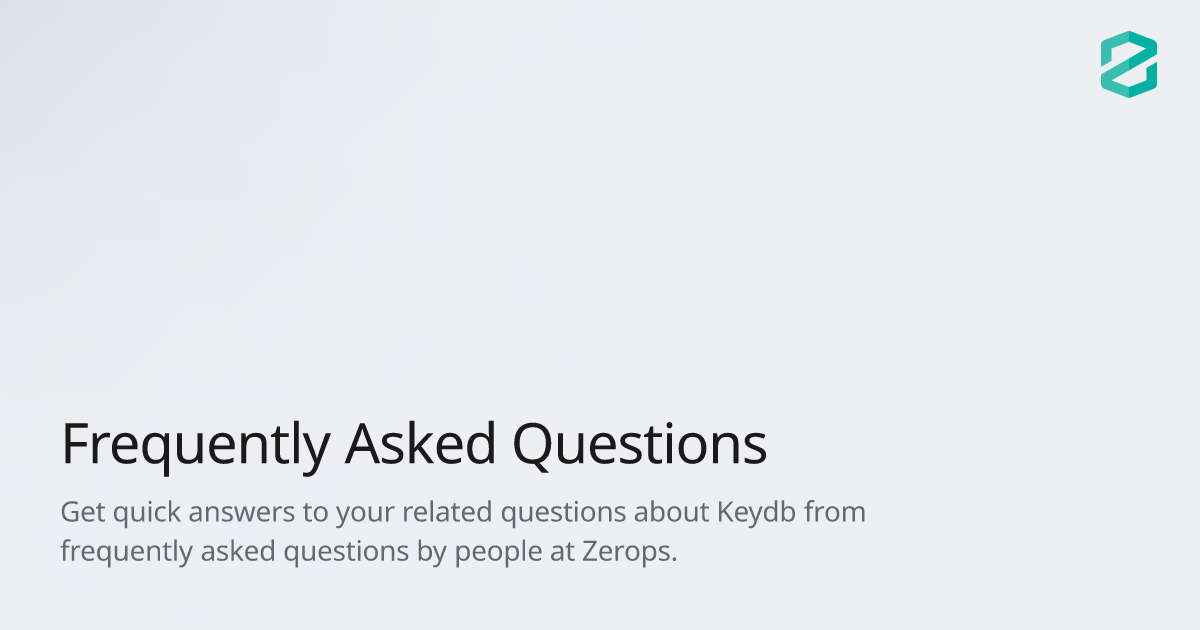 Frequently Asked Questions
Get quick answers to your related questions about Keydb from
frequently asked questions by people at Zerops.